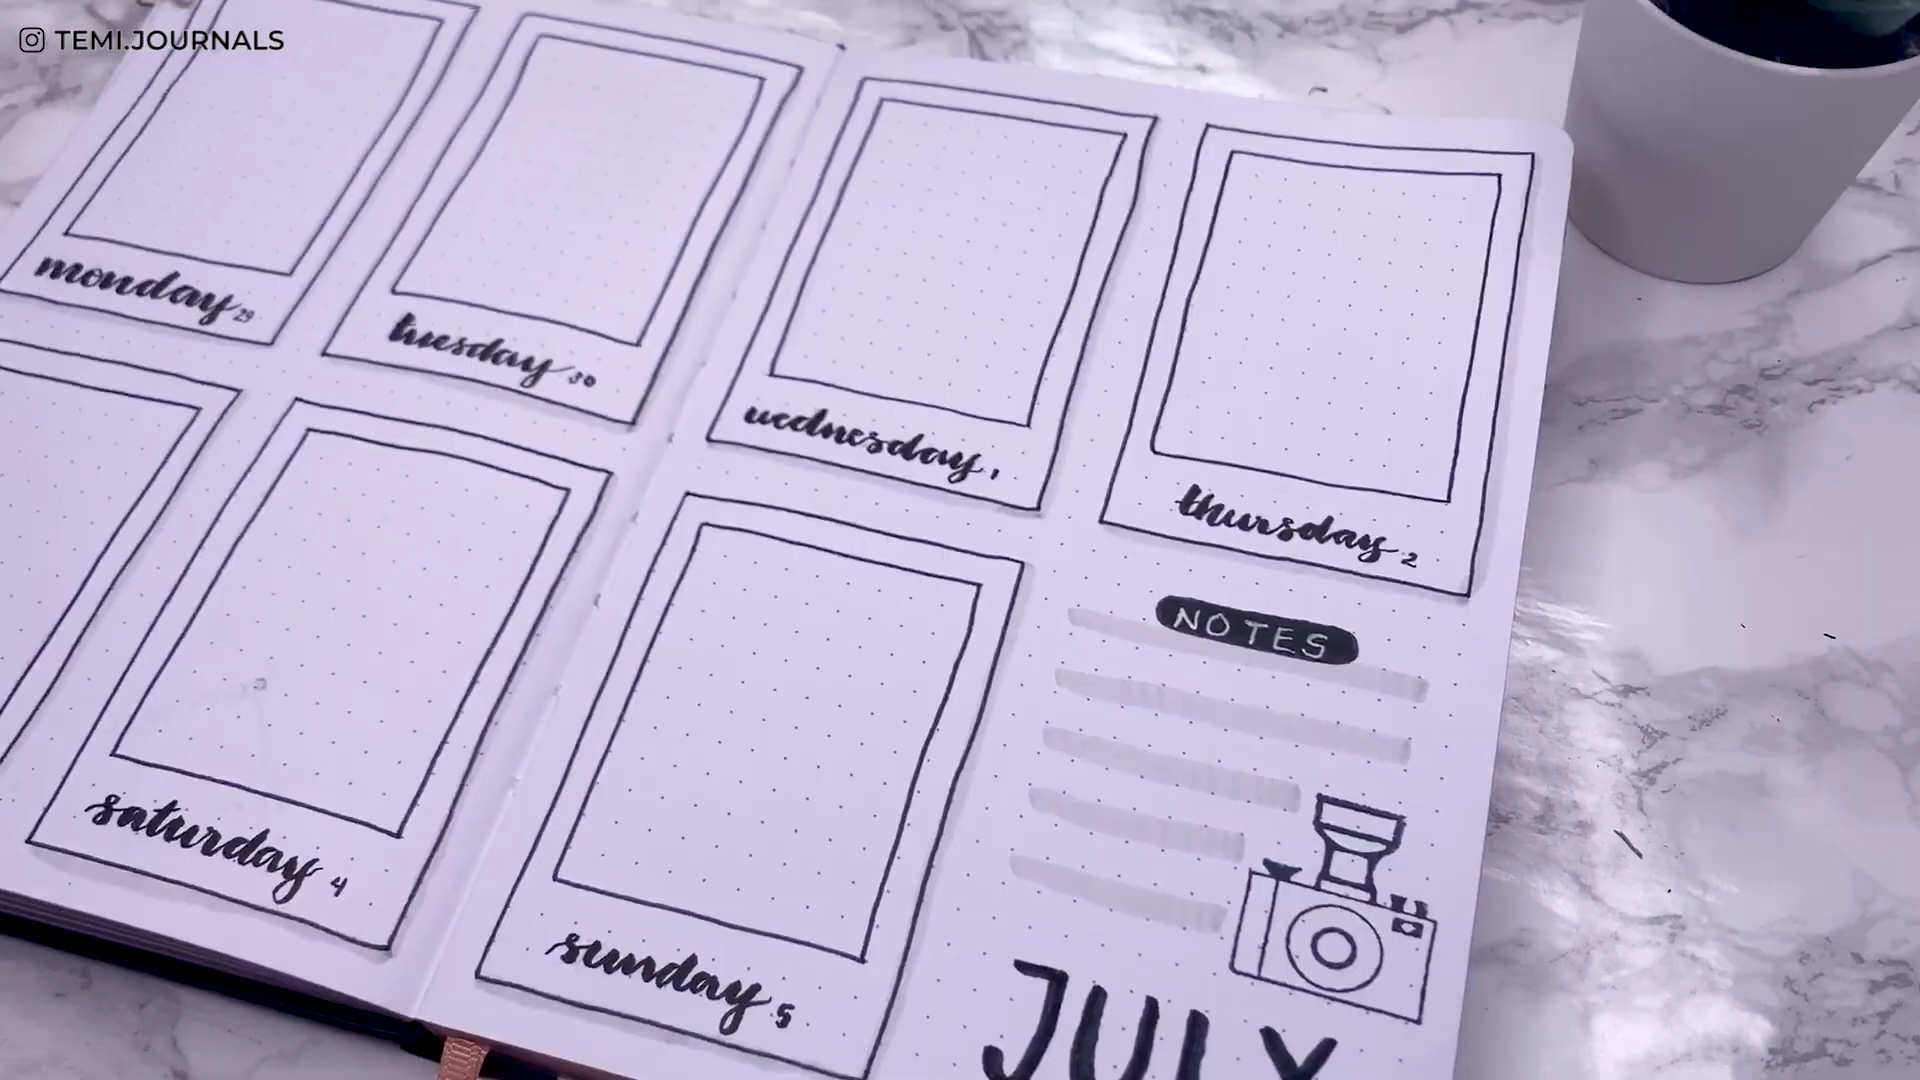 TEMI.JOURNALS
monday 29
tuesday 30
wednesday 1
thursday 2
saturday 4
sunday 5
NOTES
JULY